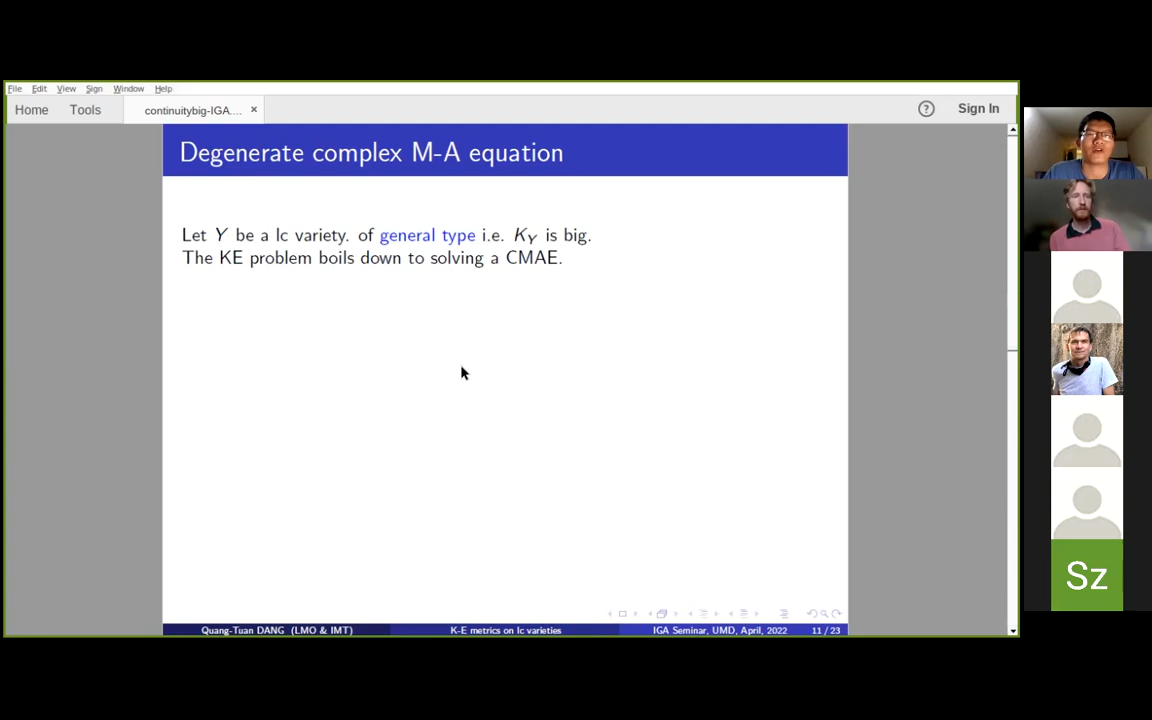 File Edit View Sign Window Help
Home Tools continuitybig-IGA.... × ? Sign In
Degenerate complex M-A equation
Let Y be a lc variety. of general type i.e. K_Y is big.
The KE problem boils down to solving a CMAE.
Quang-Tuan DANG (LMO & IMT) K-E metrics on lc varieties IGA Seminar, UMD, April, 2022 11 / 23
Sz